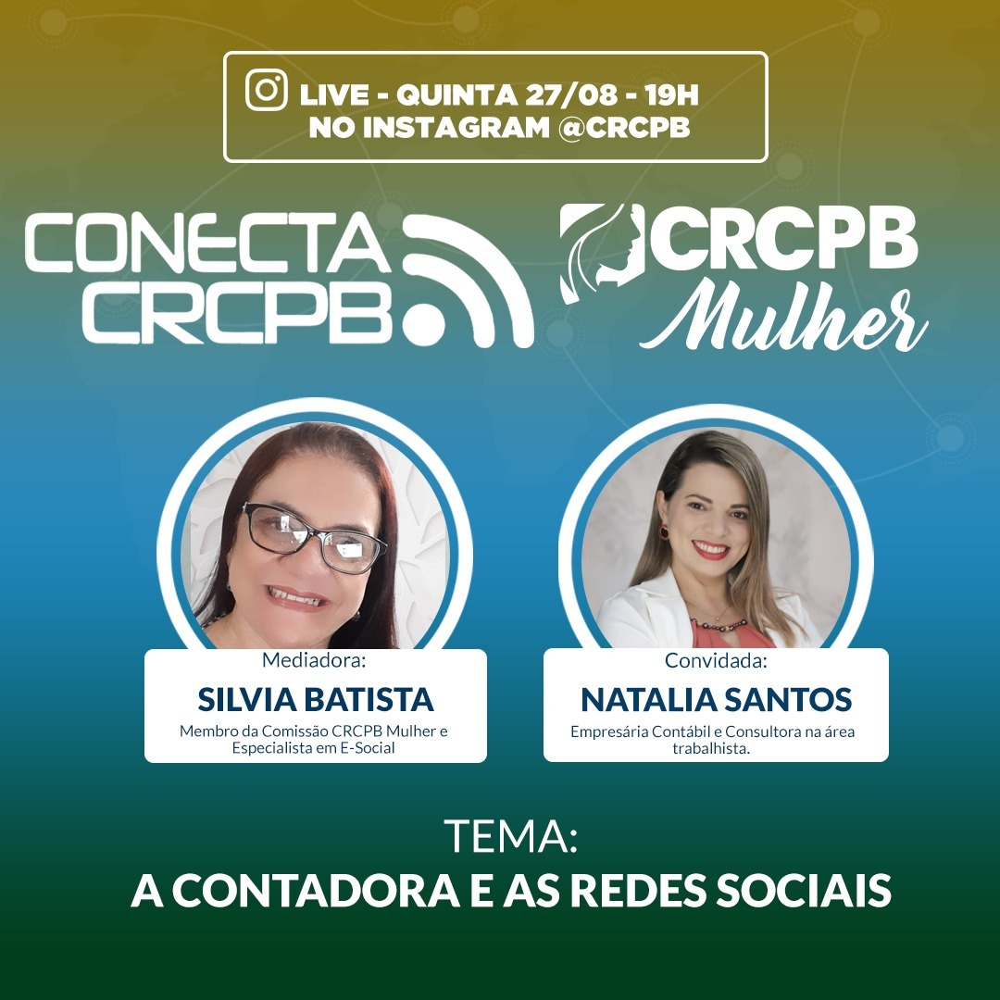 LIVE - QUINTA 27/08 - 19H
NO INSTAGRAM @CRCPB
CONECTA
CRCPB
CRCPB
Mulher
Mediadora:
SILVIA BATISTA
Membro da Comissão CRCPB Mulher e
Especialista em E-Social
Convidada:
NATALIA SANTOS
Empresária Contábil e Consultora na área
trabalhista.
TEMA:
A CONTADORA E AS REDES SOCIAIS